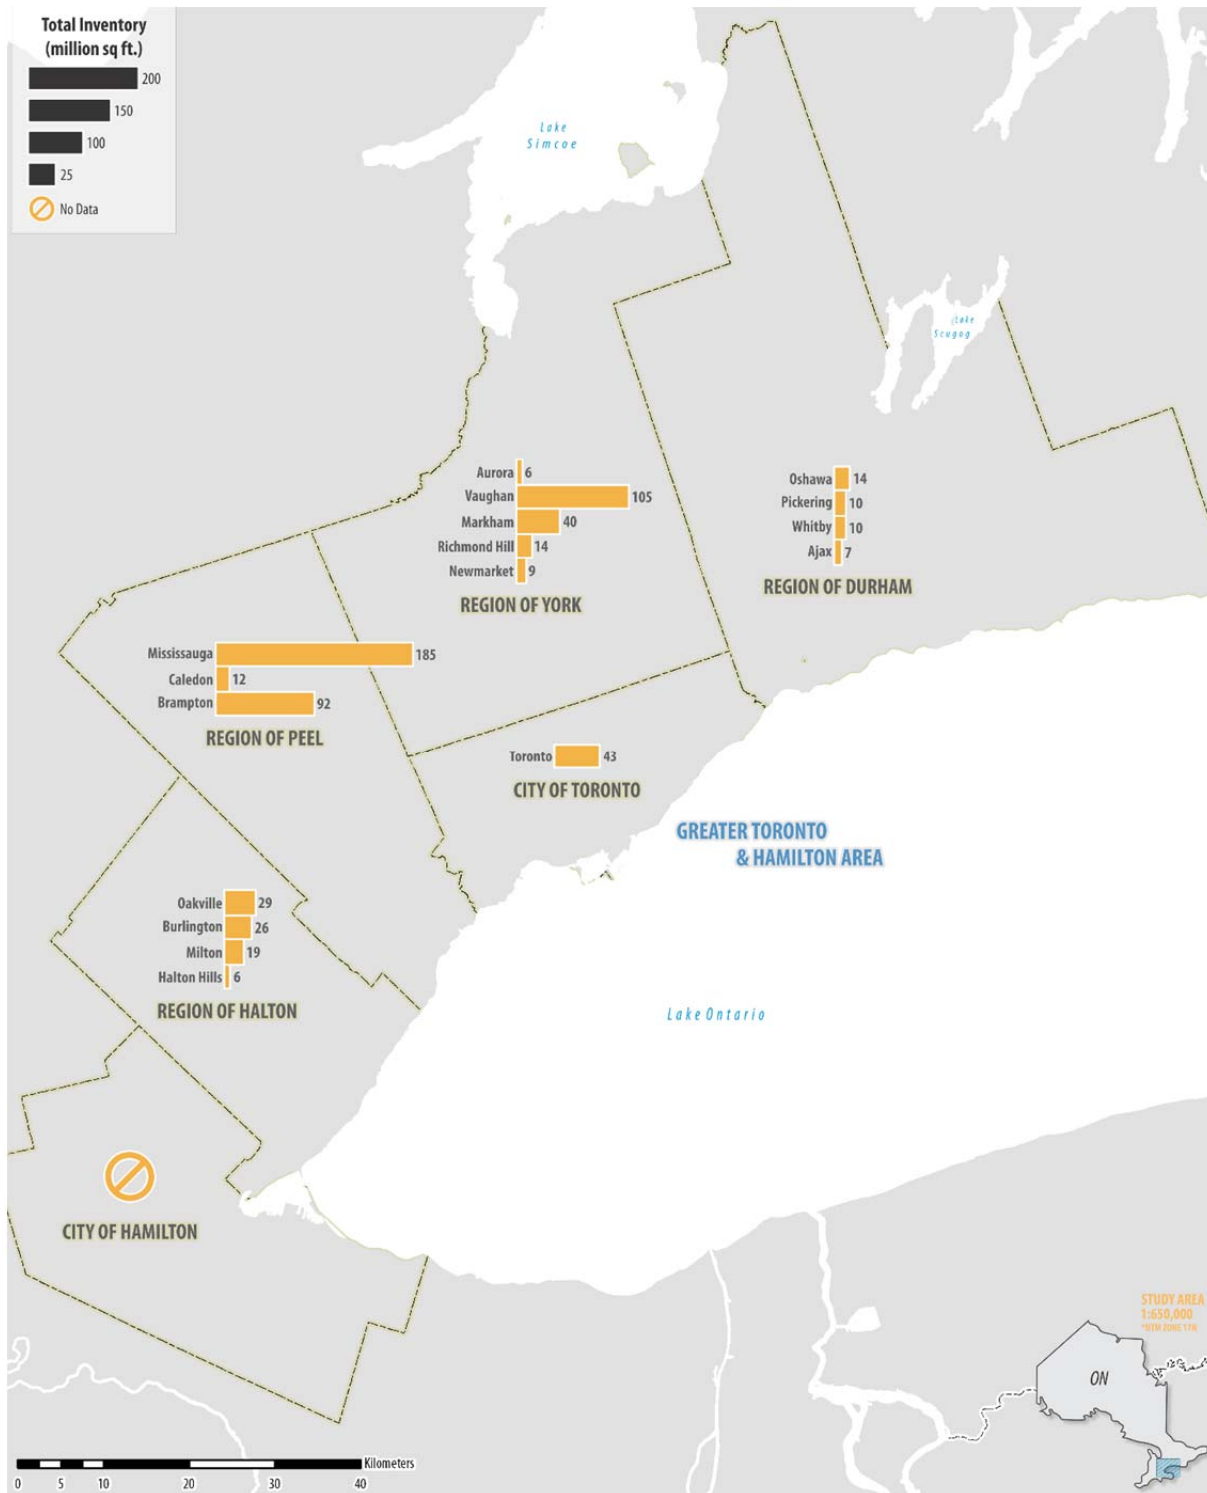 Total Inventory
(million sq ft.)
200
150
100
25
No Data
Lake
Simcoe
Lake
Scugog
Aurora 6
Vaughan 105
Markham 40
Richmond Hill 14
Newmarket 9
REGION OF YORK
Oshawa 14
Pickering 10
Whitby 10
Ajax 7
REGION OF DURHAM
Mississauga 185
Caledon 12
Brampton 92
REGION OF PEEL
Toronto 43
CITY OF TORONTO
GREATER TORONTO
& HAMILTON AREA
Oakville 29
Burlington 26
Milton 19
Halton Hills 6
REGION OF HALTON
Lake Ontario
CITY OF HAMILTON
STUDY AREA
1:650,000
*UTM ZONE 17N
ON
Kilometers
0 5 10 20 30 40